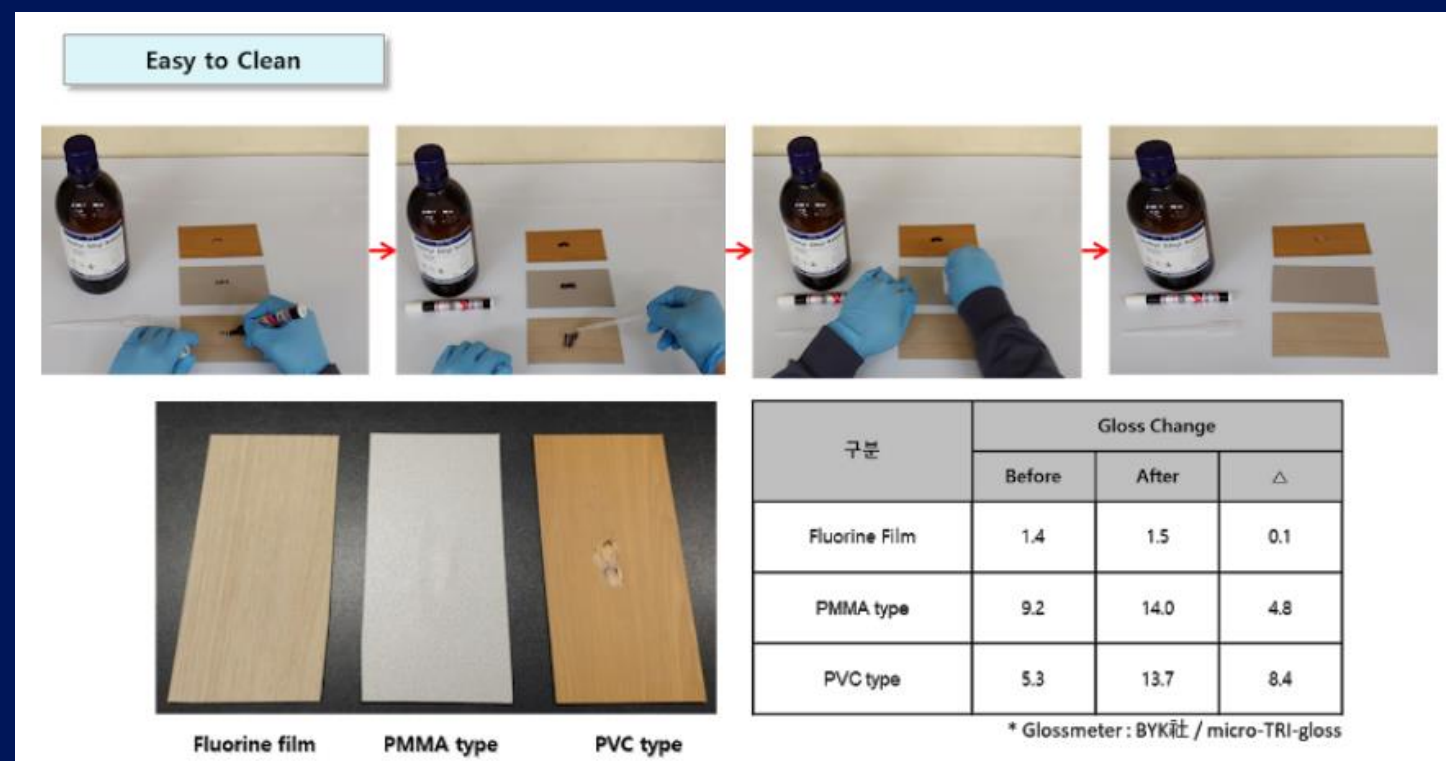 Easy to Clean
구분
Gloss Change
Before
After
△
Fluorine Film
1.4
1.5
0.1
PMMA type
9.2
14.0
4.8
PVC type
5.3
13.7
8.4
* Glossmeter : BYK社 / micro-TRI-gloss
Fluorine film
PMMA type
PVC type